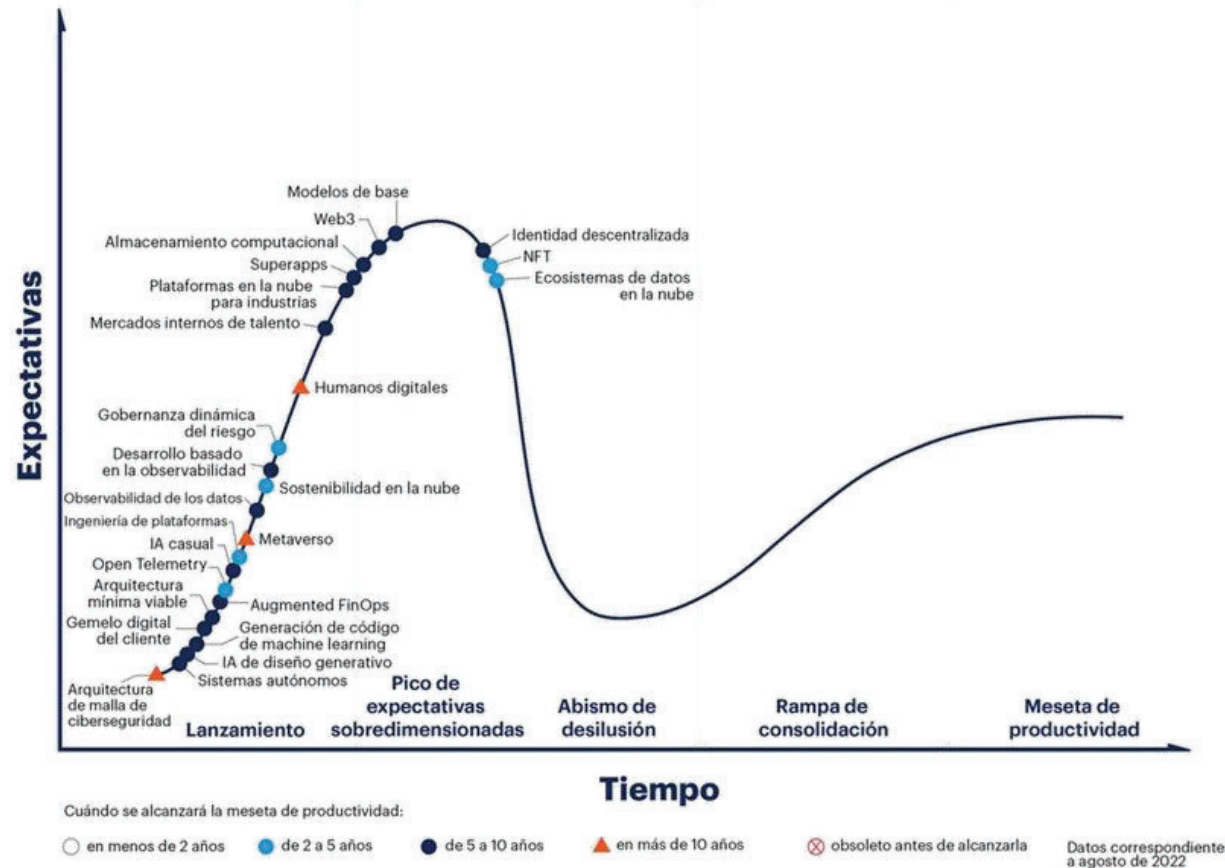 Expectativas
Modelos de base
Web3
Almacenamiento computacional
Superapps
Plataformas en la nube
para industrias
Mercados internos de talento
Identidad descentralizada
NFT
Ecosistemas de datos
en la nube
Humanos digitales
Gobernanza dinámica
del riesgo
Desarrollo basado
en la observabilidad
Sostenibilidad en la nube
Observabilidad de los datos
Ingeniería de plataformas
Metaverso
IA casual
Open Telemetry
Arquitectura
mínima viable
Augmented FinOps
Gemelo digital
del cliente
Generación de código
de machine learning
IA de diseño generativo
Sistemas autónomos
Arquitectura
de malla de
ciberseguridad
Lanzamiento
Pico de
expectativas
sobredimensionadas
Abismo de
desilusión
Rampa de
consolidación
Meseta de
productividad
Tiempo
Cuándo se alcanzará la meseta de productividad:
en menos de 2 años
de 2 a 5 años
de 5 a 10 años
en más de 10 años
obsoleto antes de alcanzarla
Datos correspondiente
a agosto de 2022